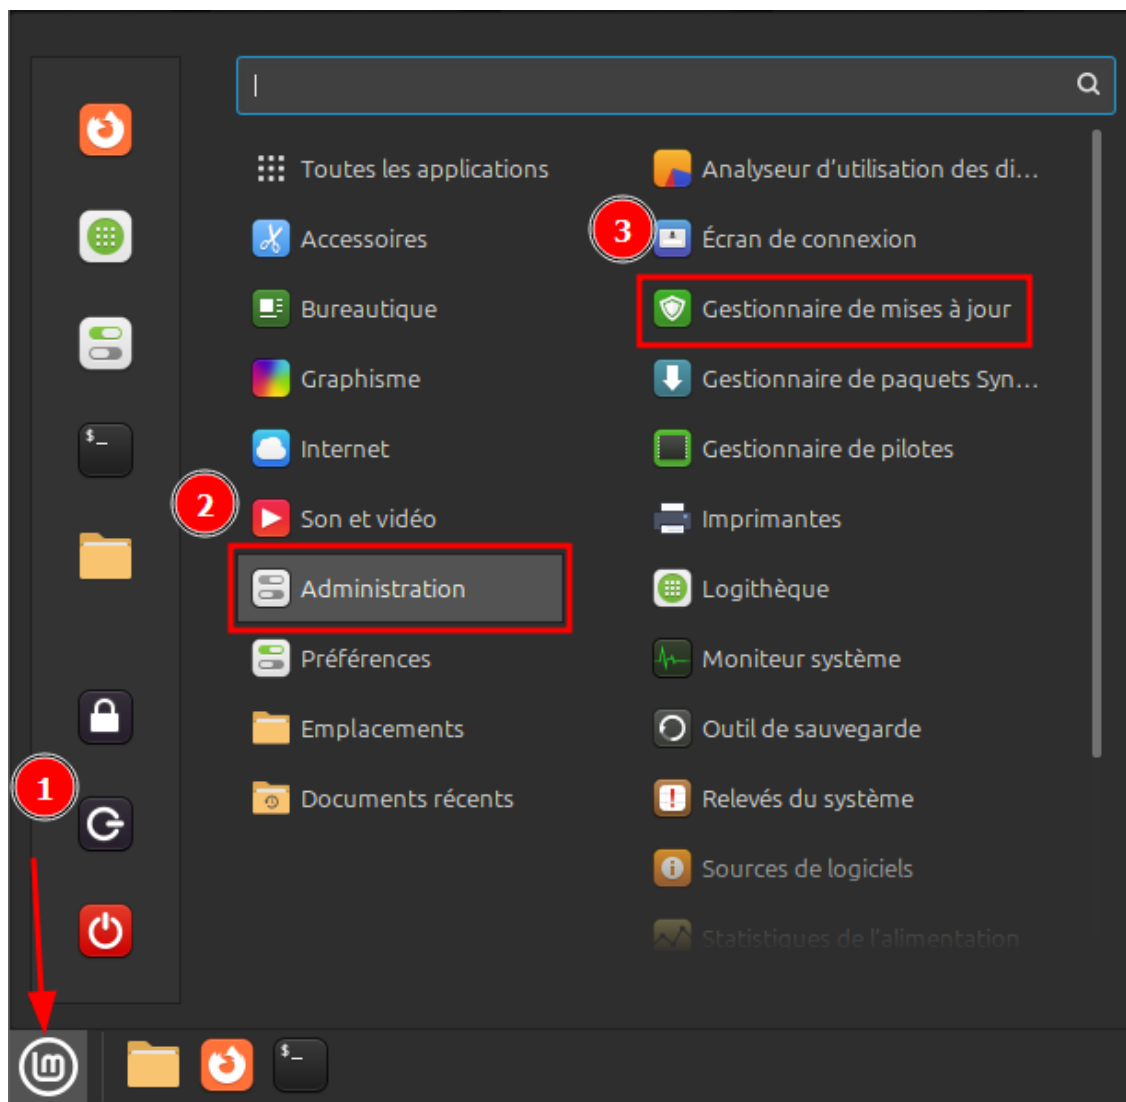 Toutes les applications
Accessoires
Bureautique
Graphisme
Internet
2
Son et vidéo
Administration
Préférences
Emplacements
Documents récents
Analyseur d'utilisation des di...
3
Écran de connexion
Gestionnaire de mises à jour
Gestionnaire de paquets Syn...
Gestionnaire de pilotes
Imprimantes
Logithèque
Moniteur système
Outil de sauvegarde
Relevés du système
Sources de logiciels
Statistiques de l'alimentation
$_
1
lm
$_